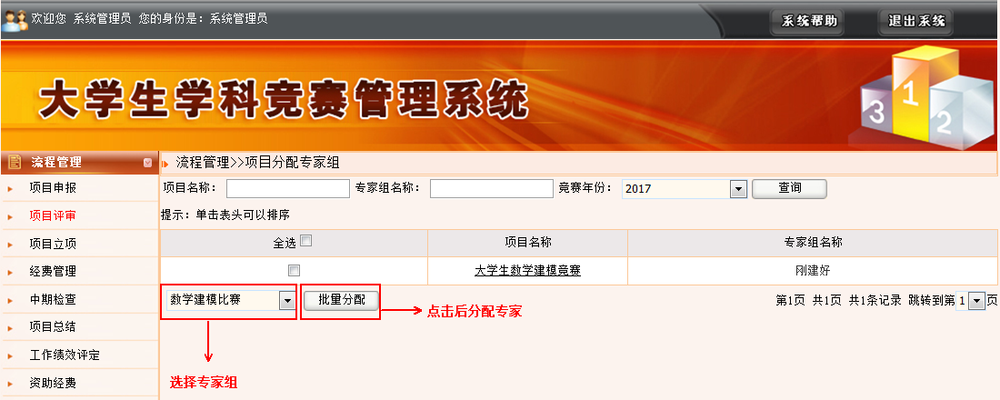 欢迎您 系统管理员 您的身份是：系统管理员
系统帮助
退出系统
大学生学科竞赛管理系统
3 1 2
流程管理
项目申报
项目评审
项目立项
经费管理
中期检查
项目总结
工作绩效评定
资助经费
流程管理>>项目分配专家组
项目名称： 专家组名称： 竞赛年份： 2017 查询
提示：单击表头可以排序
全选 项目名称 专家组名称
大学生数学建模竞赛 刚建好
数学建模比赛 批量分配 第1页 共1页 共1条记录 跳转到第 1 页
点击后分配专家
选择专家组